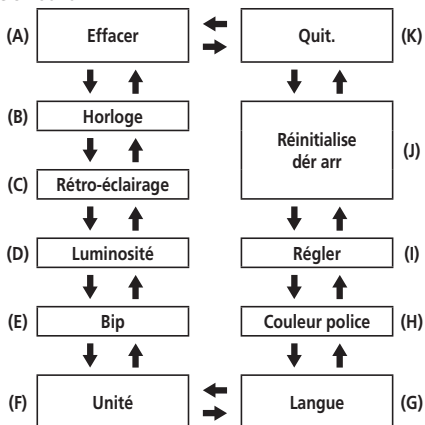 (A) Effacer
Quit. (K)
(B) Horloge
Réinitialise
dér arr
(J)
(C) Rétro-éclairage
(D) Luminosité
Régler (I)
(E) Bip
Couleur police (H)
(F) Unité
Langue (G)